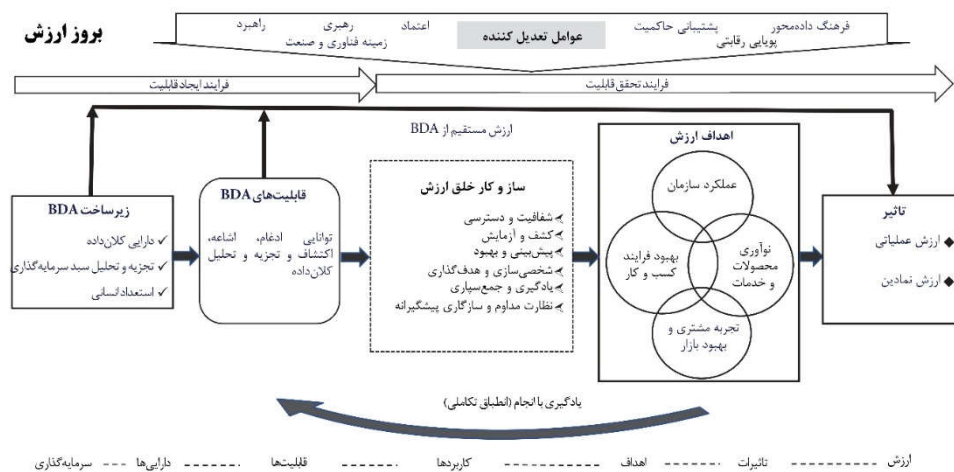 بروز ارزش
فرهنگ داده‌محور پشتیبانی حاکمیت اعتماد رهبری راهبرد
پویایی رقابتی عوامل تعدیل کننده زمینه فناوری و صنعت
فرایند ایجاد قابلیت
فرایند تحقق قابلیت
ارزش مستقیم از BDA
زیرساخت BDA
دارایی کلان‌داده
تجزیه و تحلیل سبد سرمایه‌گذاری
استعداد انسانی
قابلیت‌های BDA
توانایی ادغام، اشاعه،
اکتشاف و تجزیه و تحلیل
کلان‌داده
ساز و کار خلق ارزش
شفافیت و دسترسی
کشف و آزمایش
پیش‌بینی و بهبود
شخصی‌سازی و هدف‌گذاری
یادگیری و جمع‌سپاری
نظارت مداوم و سازگاری پیشگیرانه
اهداف ارزش
عملکرد سازمان
بهبود فرایند
کسب و کار
نوآوری
محصولات
و خدمات
تجربه مشتری و
بهبود بازار
تاثیر
ارزش عملیاتی
ارزش نمادین
یادگیری با انجام (انطباق تکاملی)
سرمایه‌گذاری دارایی‌ها قابلیت‌ها کاربردها اهداف تاثیرات ارزش